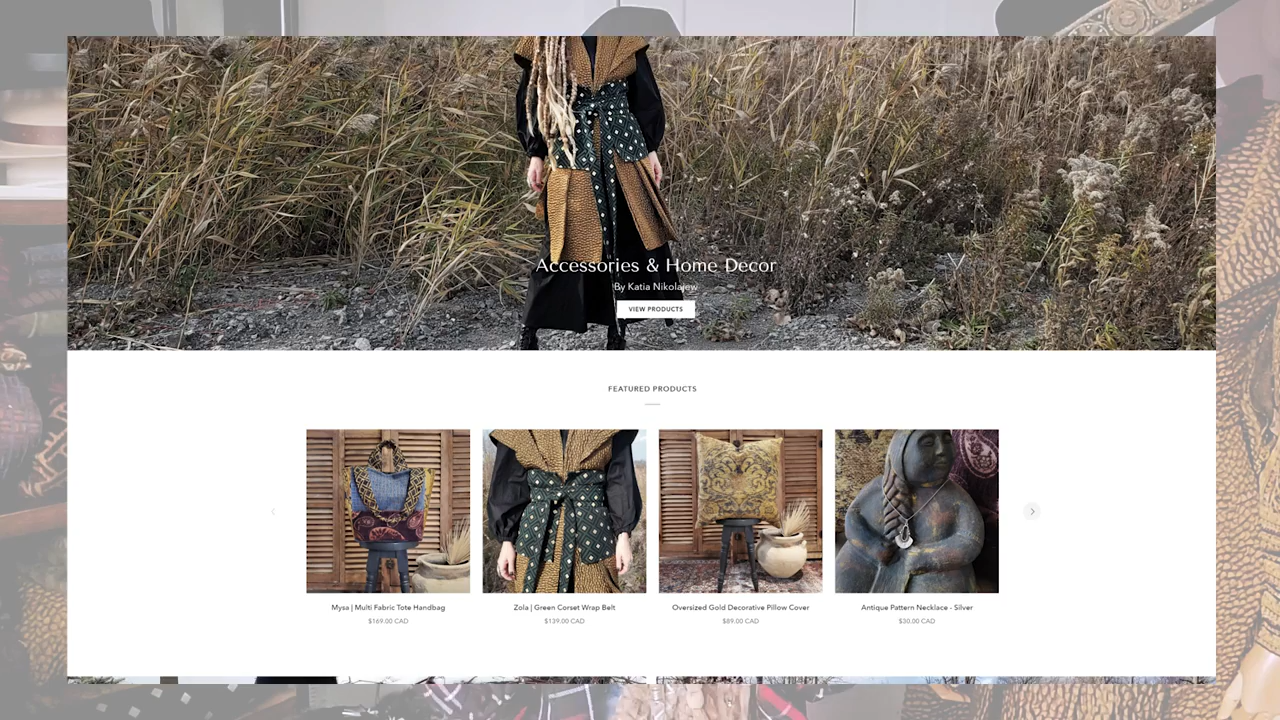 Accessories & Home Decor
By Katia Nikolajew
VIEW PRODUCTS
FEATURED PRODUCTS
Mysa | Multi Fabric Tote Handbag
$169.00 CAD
Zola | Green Corset Wrap Belt
$139.00 CAD
Oversized Gold Decorative Pillow Cover
$89.00 CAD
Antique Pattern Necklace - Silver
$30.00 CAD